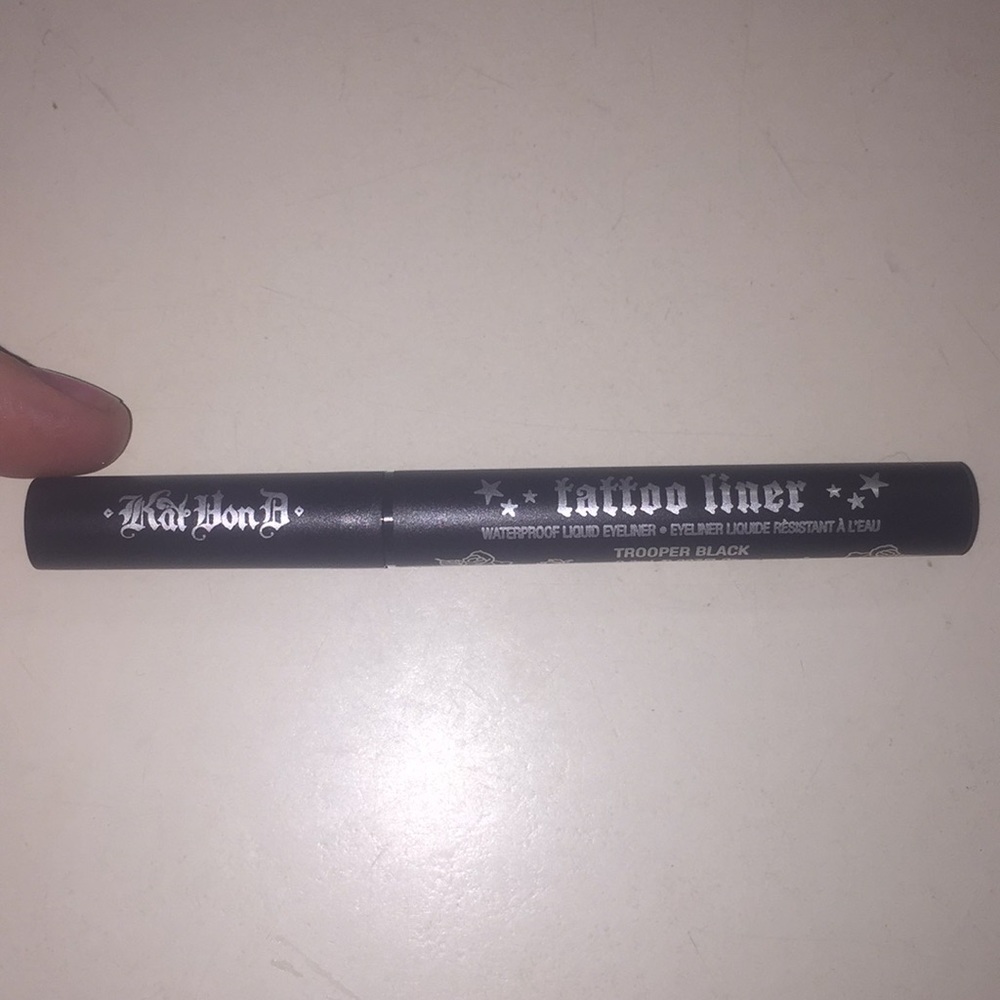 Kat Von D
tattoo liner
WATERPROOF LIQUID EYELINER • EYELINER LIQUIDE RÉSISTANT À L'EAU
TROOPER BLACK